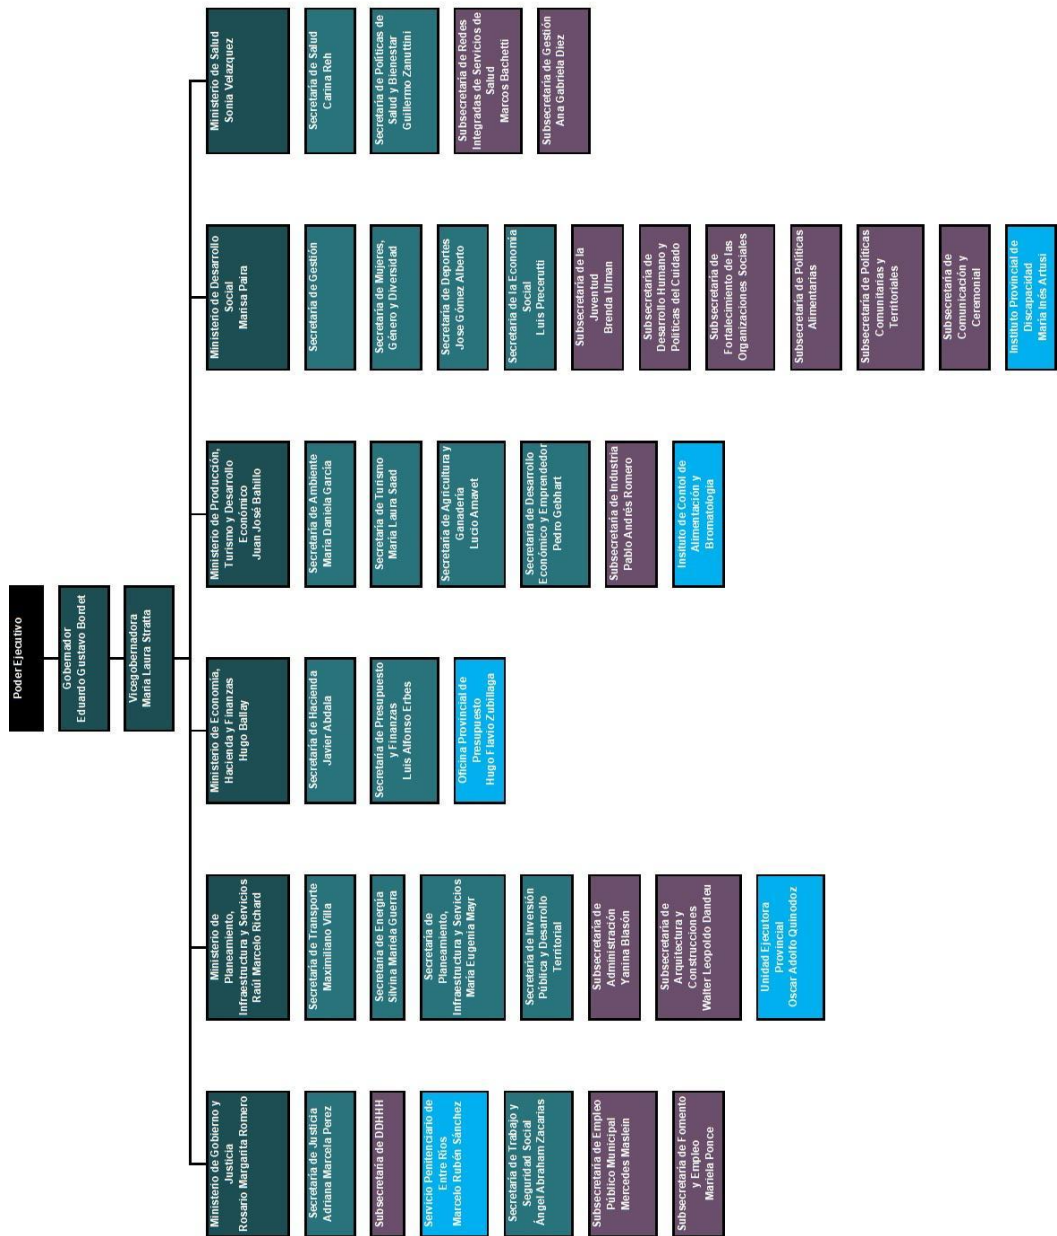 Poder Ejecutivo
Gobernador
Eduardo Gustavo Bordet
Vicegobernadora
Maria Laura Stratta
Ministerio de Gobierno y
Justicia
Rosario Margarita Romero
Secretaria de Justicia
Adriana Marcela Perez
Subsecretaria de DDHHH
Servicio Penitenciario de
Entre Ríos
Marcelo Rubén Sánchez
Secretaría de Trabajo y
Seguridad Social
Ángel Abraham Zacarias
Subsecretaría de Empleo
Público Municipal
Mercedes Maslein
Subsecretaría de Fomento
y Empleo
Mariela Ponce
Ministerio de
Planeamiento,
Infraestructura y Servicios
Raúl Marcelo Richard
Secretaría de Transporte
Maximiliano Villa
Secretaría de Energía
Silvina Mariela Guerra
Secretaría de
Planeamiento,
Infraestructura y Servicios
Maria Eugenia Mayr
Secretaria de Inversión
Pública y Desarrollo
Territorial
Subsecretaría de
Administración
Yanina Blasón
Subsecretaría de
Arquitectura y
Construcciones
Walter Leopoldo Dandeu
Unidad Ejecutora
Provincial
Oscar Adolfo Quinodoz
Ministerio de Economía,
Hacienda y Finanzas
Hugo Ballay
Secretaría de Hacienda
Javier Abdala
Secretaría de Presupuesto
y Finanzas
Luis Alfonso Erbes
Oficina Provincial de
Presupuesto
Hugo Flavio Zubillaga
Ministerio de Producción,
Turismo y Desarrollo
Económico
Juan José Bahillo
Secretaría de Ambiente
Maria Daniela García
Secretaría de Turismo
María Laura Saad
Secretaría de Agricultura y
Ganadería
Lucio Amavet
Secretaría de Desarrollo
Económico y Emprendedor
Pedro Gebhart
Subsecretaría de Industria
Pablo Andrés Romero
Insituto de Contol de
Alimentación y
Bromatología
Ministerio de Desarrollo
Social
Marisa Paira
Secretaría de Gestión
Secretaría de Mujeres,
Género y Diversidad
Secretaría de Deportes
Jose Gómez Alberto
Secretaría de la Economía
Social
Luis Precerutti
Subsecretaría de la
Juventud
Brenda Ulman
Subsecretaría de
Desarrollo Humano y
Políticas del Cuidado
Subsecretaría de
Fortalecimiento de las
Organizaciones Sociales
Subsecretaría de Políticas
Alimentarias
Subsecretaría de Políticas
Comunitarias y
Territoriales
Subsecretaría de
Comunicación y
Ceremonial
Instituto Provincial de
Discapacidad
María Inés Artusi
Ministerio de Salud
Sonia Velazquez
Secretaría de Salud
Carina Reh
Secretaría de Políticas de
Salud y Bienestar
Guillermo Zanuttini
Subsecretaría de Redes
Integradas de Servicios de
Salud
Marcos Bachetti
Subsecretaría de Gestión
Ana Gabriela Diez